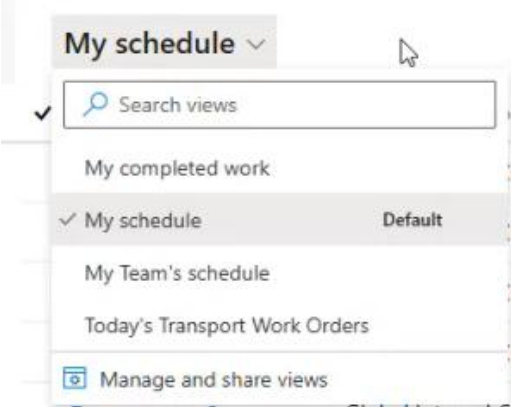 My schedule
Search views
My completed work
My schedule Default
My Team's schedule
Today's Transport Work Orders
Manage and share views